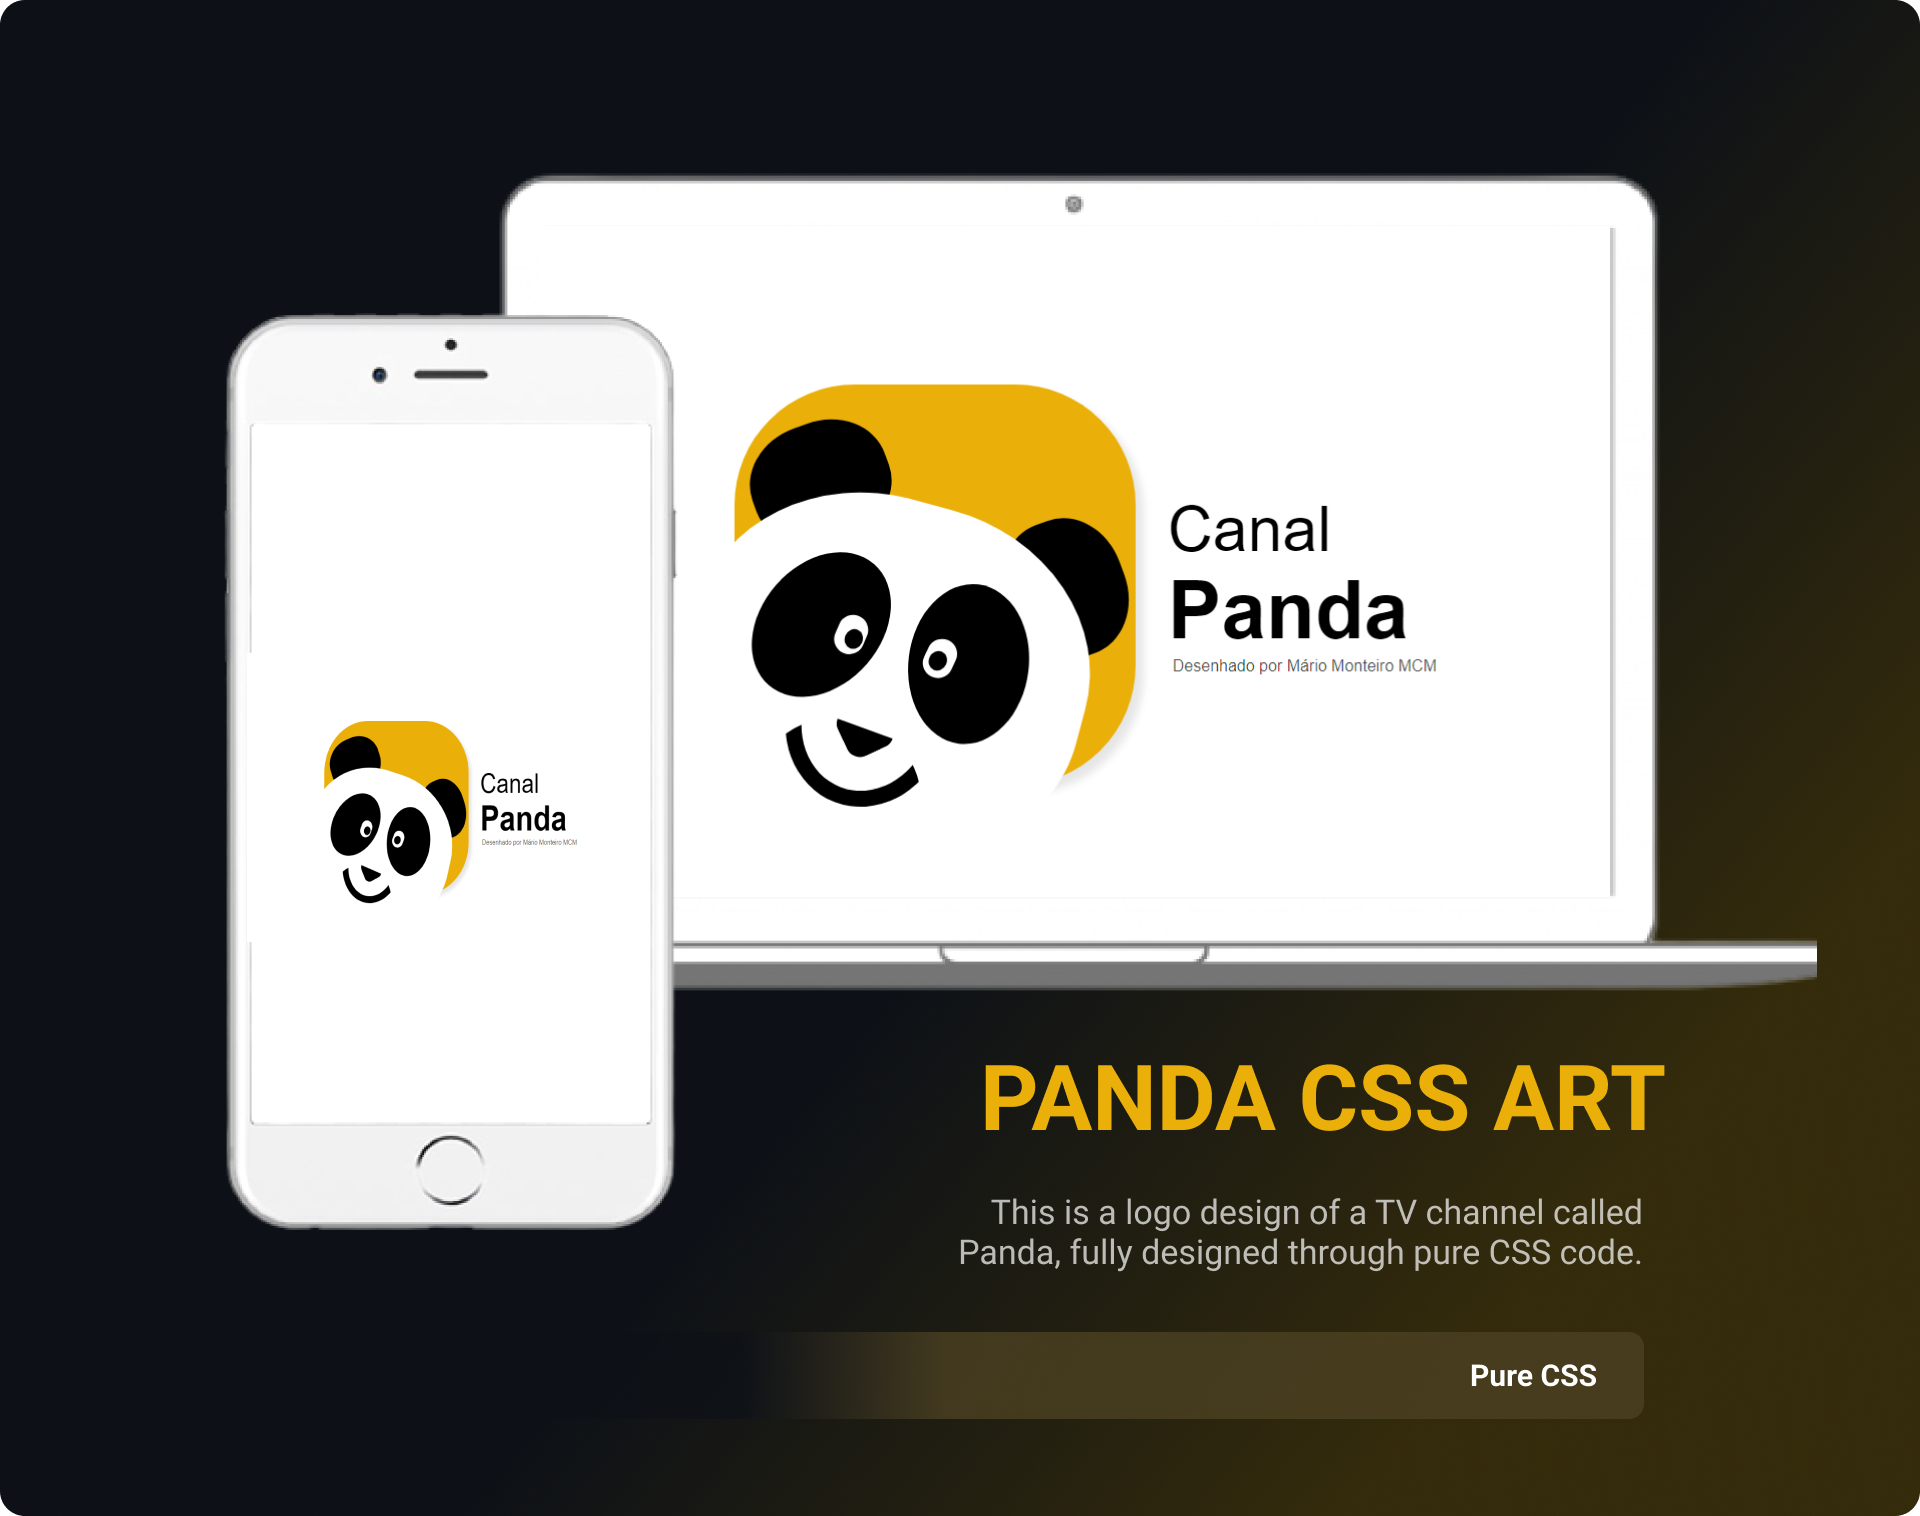 Canal
Panda
Desenhado por Mário Monteiro MCM
Canal
Panda
Desenhado por Mário Monteiro MCM
PANDA CSS ART
This is a logo design of a TV channel called
Panda, fully designed through pure CSS code.
Pure CSS